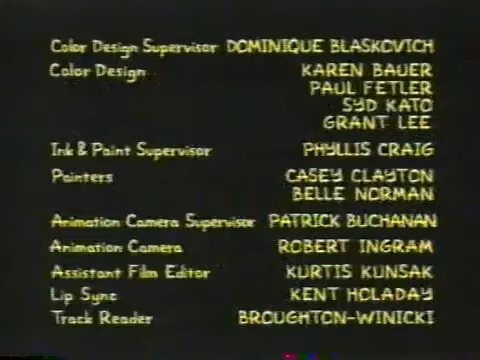 Color Design Supervisor DOMINIQUE BLASKOVICH
Color Design KAREN BAUER
PAUL FETLER
SYD KATO
GRANT LEE
Ink & Paint Supervisor PHYLLIS CRAIG
Painters CASEY CLAYTON
BELLE NORMAN
Animation Camera Supervisor PATRICK BUCHANAN
Animation Camera ROBERT INGRAM
Assistant Film Editor KURTIS KUNSAK
Lip Sync KENT HOLADAY
Track Reader BROUGHTON-WINICKI